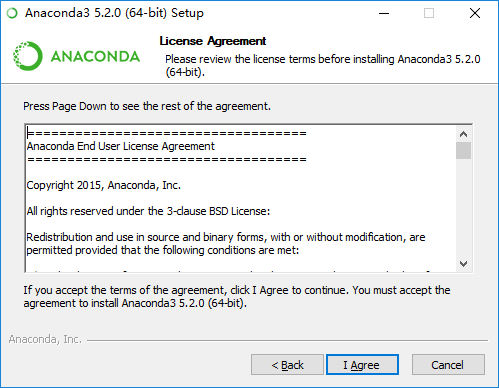 Anaconda3 5.2.0 (64-bit) Setup
ANACONDA
License Agreement
Please review the license terms before installing Anaconda3 5.2.0
(64-bit).
Press Page Down to see the rest of the agreement.
===================================
Anaconda End User License Agreement
===================================
Copyright 2015, Anaconda, Inc.
All rights reserved under the 3-clause BSD License:
Redistribution and use in source and binary forms, with or without modification, are
permitted provided that the following conditions are met:
If you accept the terms of the agreement, click I Agree to continue. You must accept the
agreement to install Anaconda3 5.2.0 (64-bit).
Anaconda, Inc.
< Back
I Agree
Cancel